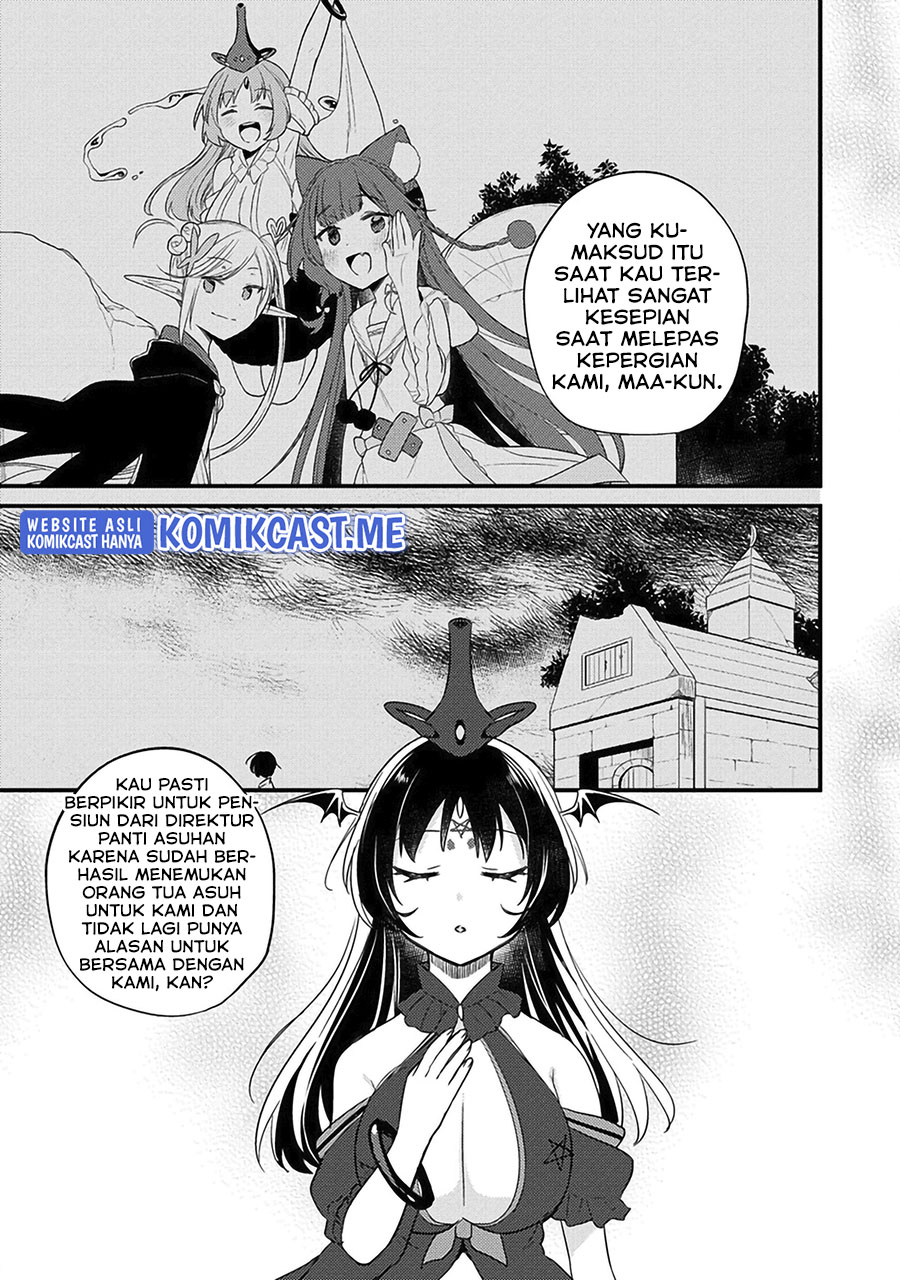 YANG KU-
MAKSUD ITU
SAAT KAU TER-
LIHAT SANGAT
KESEPIAN
SAAT MELEPAS
KEPERGIAN
KAMI, MAA-KUN.
WEBSITE ASLI
KOMIKCAST HANYA
KOMIKCAST.ME
KAU PASTI
BERPIKIR UNTUK PEN-
SIUN DARI DIREKTUR
PANTI ASUHAN
KARENA SUDAH BER-
HASIL MENEMUKAN
ORANG TUA ASUH
UNTUK KAMI DAN
TIDAK LAGI PUNYA
ALASAN UNTUK
BERSAMA DENGAN
KAMI, KAN?